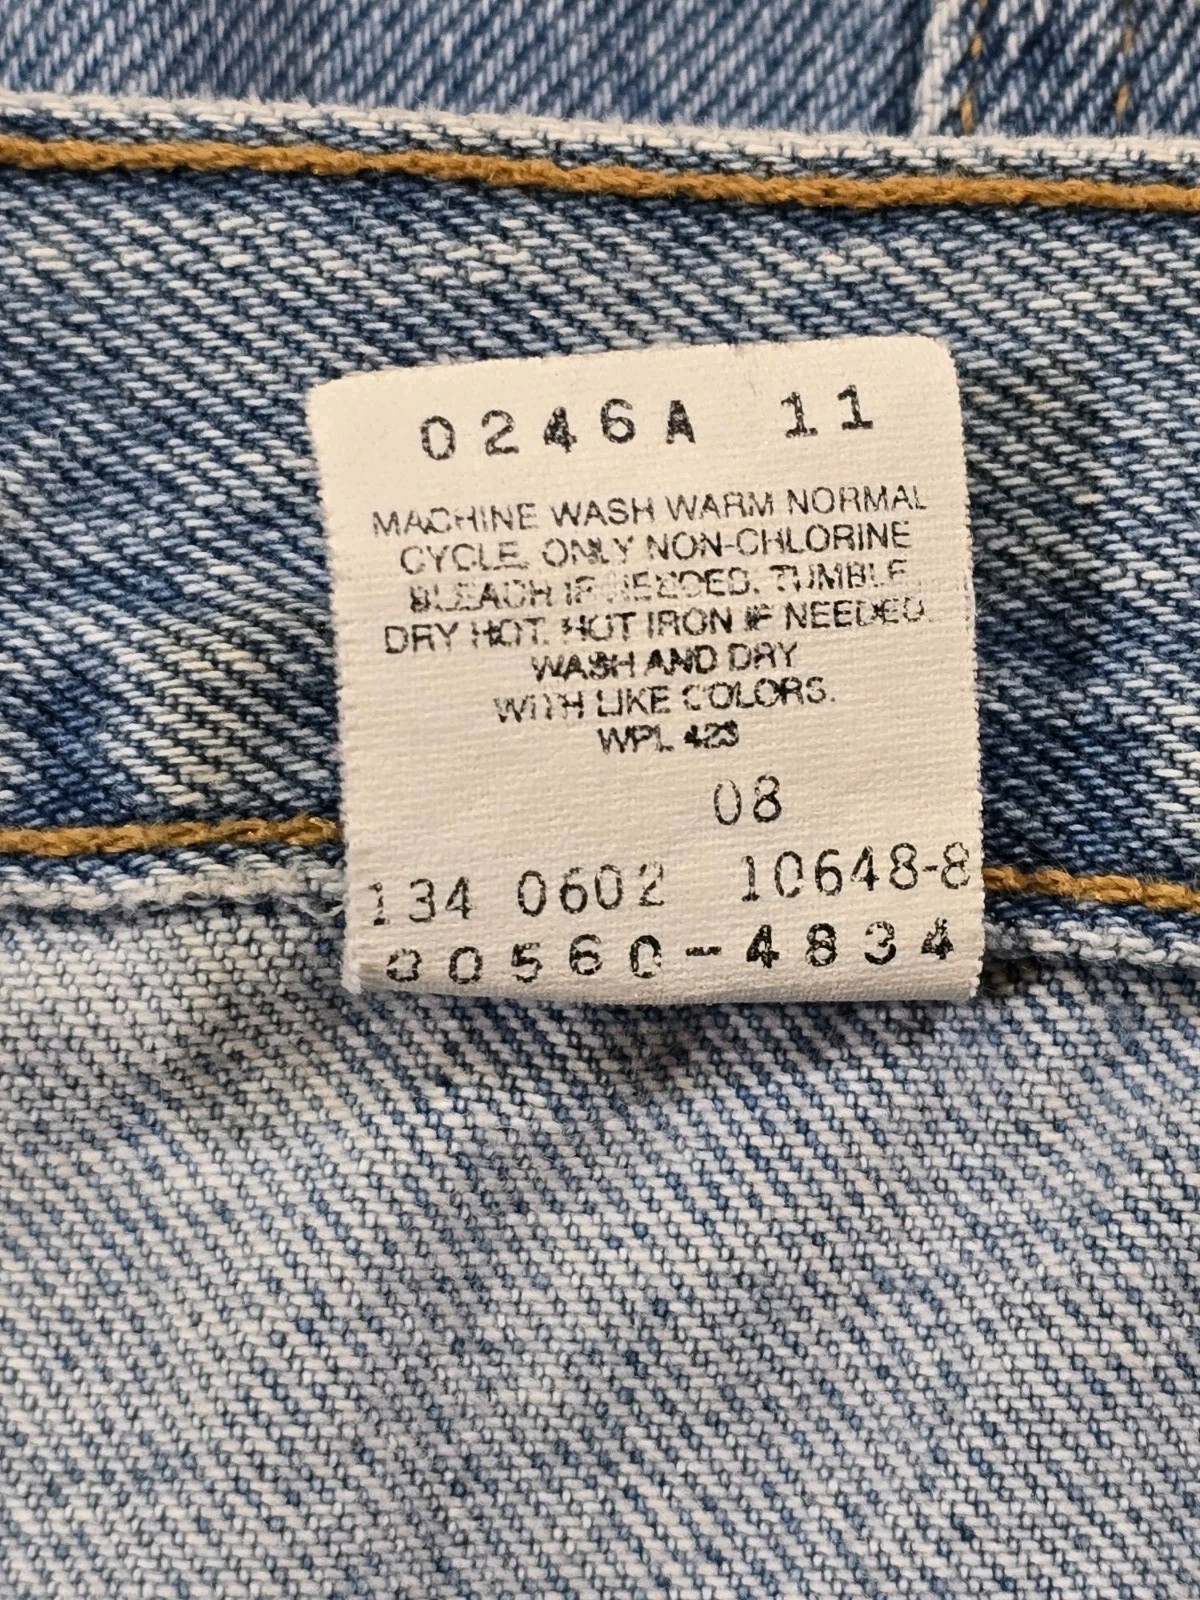 0246A 11
MACHINE WASH WARM NORMAL
CYCLE. ONLY NON-CHLORINE
BLEACH IF NEEDED. TUMBLE
DRY HOT. HOT IRON IF NEEDED.
WASH AND DRY
WITH LIKE COLORS.
WPL 423
08
134 0602 10648-8
00560-4834